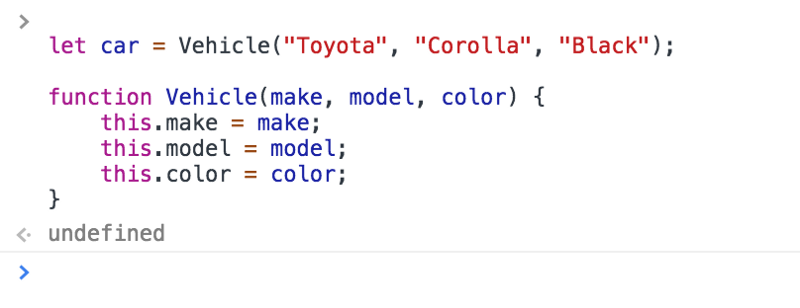 >
let car = Vehicle("Toyota", "Corolla", "Black");
function Vehicle(make, model, color) {
    this.make = make;
    this.model = model;
    this.color = color;
}
undefined
>